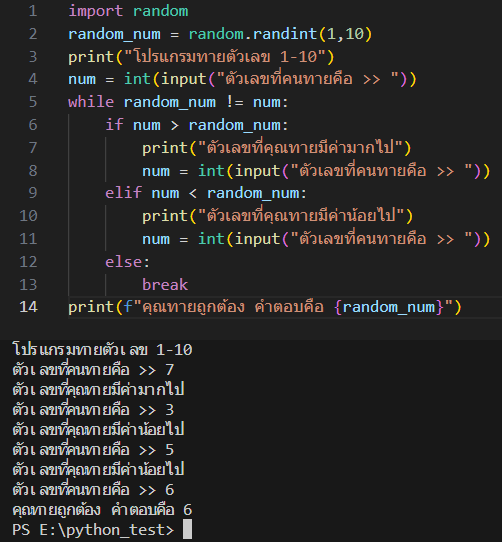 1 import random
2 random_num = random.randint(1,10)
3 print("โปรแกรมทายตัวเลข 1-10")
4 num = int(input("ตัวเลขที่คนทายคือ >> "))
5 while random_num != num:
6 if num > random_num:
7 print("ตัวเลขที่คุณทายมีค่ามากไป")
8 num = int(input("ตัวเลขที่คนทายคือ >> "))
9 elif num < random_num:
10 print("ตัวเลขที่คุณทายมีค่าน้อยไป")
11 num = int(input("ตัวเลขที่คนทายคือ >> "))
12 else:
13 break
14 print(f"คุณทายถูกต้อง คำตอบคือ {random_num}")
โปรแกรมทายตัวเลข 1-10
ตัวเลขที่คนทายคือ >> 7
ตัวเลขที่คุณทายมีค่ามากไป
ตัวเลขที่คนทายคือ >> 3
ตัวเลขที่คุณทายมีค่าน้อยไป
ตัวเลขที่คนทายคือ >> 5
ตัวเลขที่คุณทายมีค่าน้อยไป
ตัวเลขที่คนทายคือ >> 6
คุณทายถูกต้อง คำตอบคือ 6
PS E:\python_test>